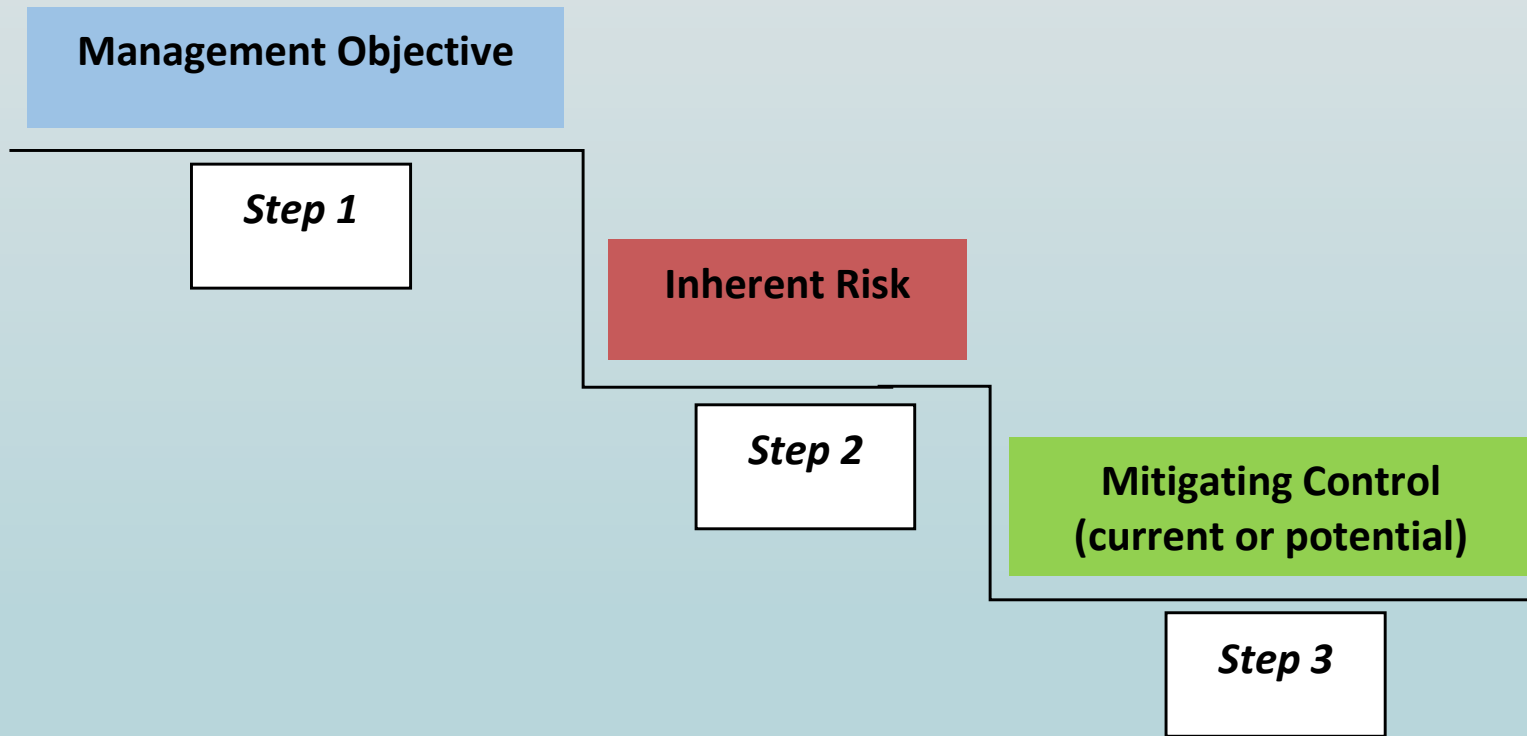 Management Objective
Step 1
Inherent Risk
Step 2
Mitigating Control
(current or potential)
Step 3